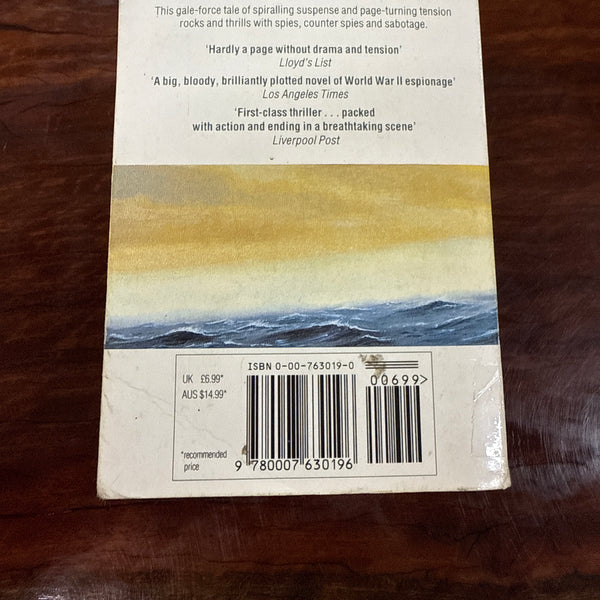 This gale-force tale of spiralling suspense and page-turning tension
rocks and thrills with spies, counter spies and sabotage.
‘Hardly a page without drama and tension’
Lloyd's List
‘A big, bloody, brilliantly plotted novel of World War II espionage’
Los Angeles Times
‘First-class thriller . . . packed
with action and ending in a breathtaking scene’
Liverpool Post
ISBN 0-00-763019-0
UK £6.99*
AUS $14.99*
00699>
*recommended
price
9 780007 630196